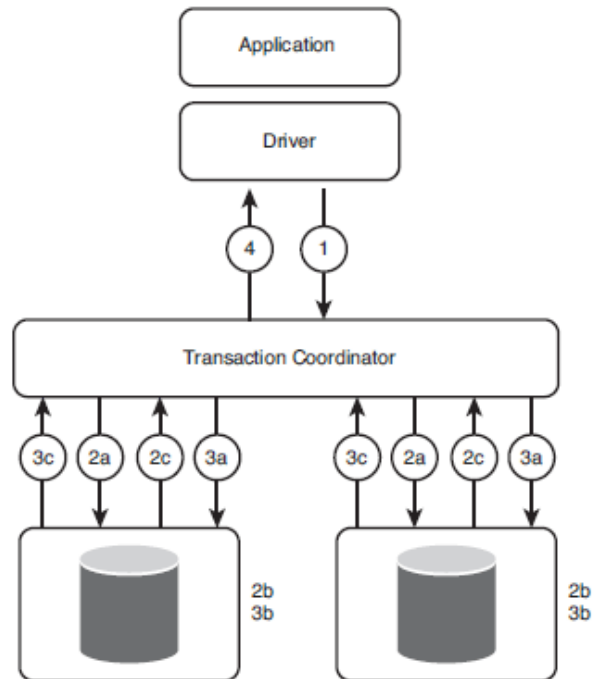 Application
Driver
4 1
Transaction Coordinator
3c 2a 2c 3a 3c 2a 2c 3a
2b 2b
3b 3b